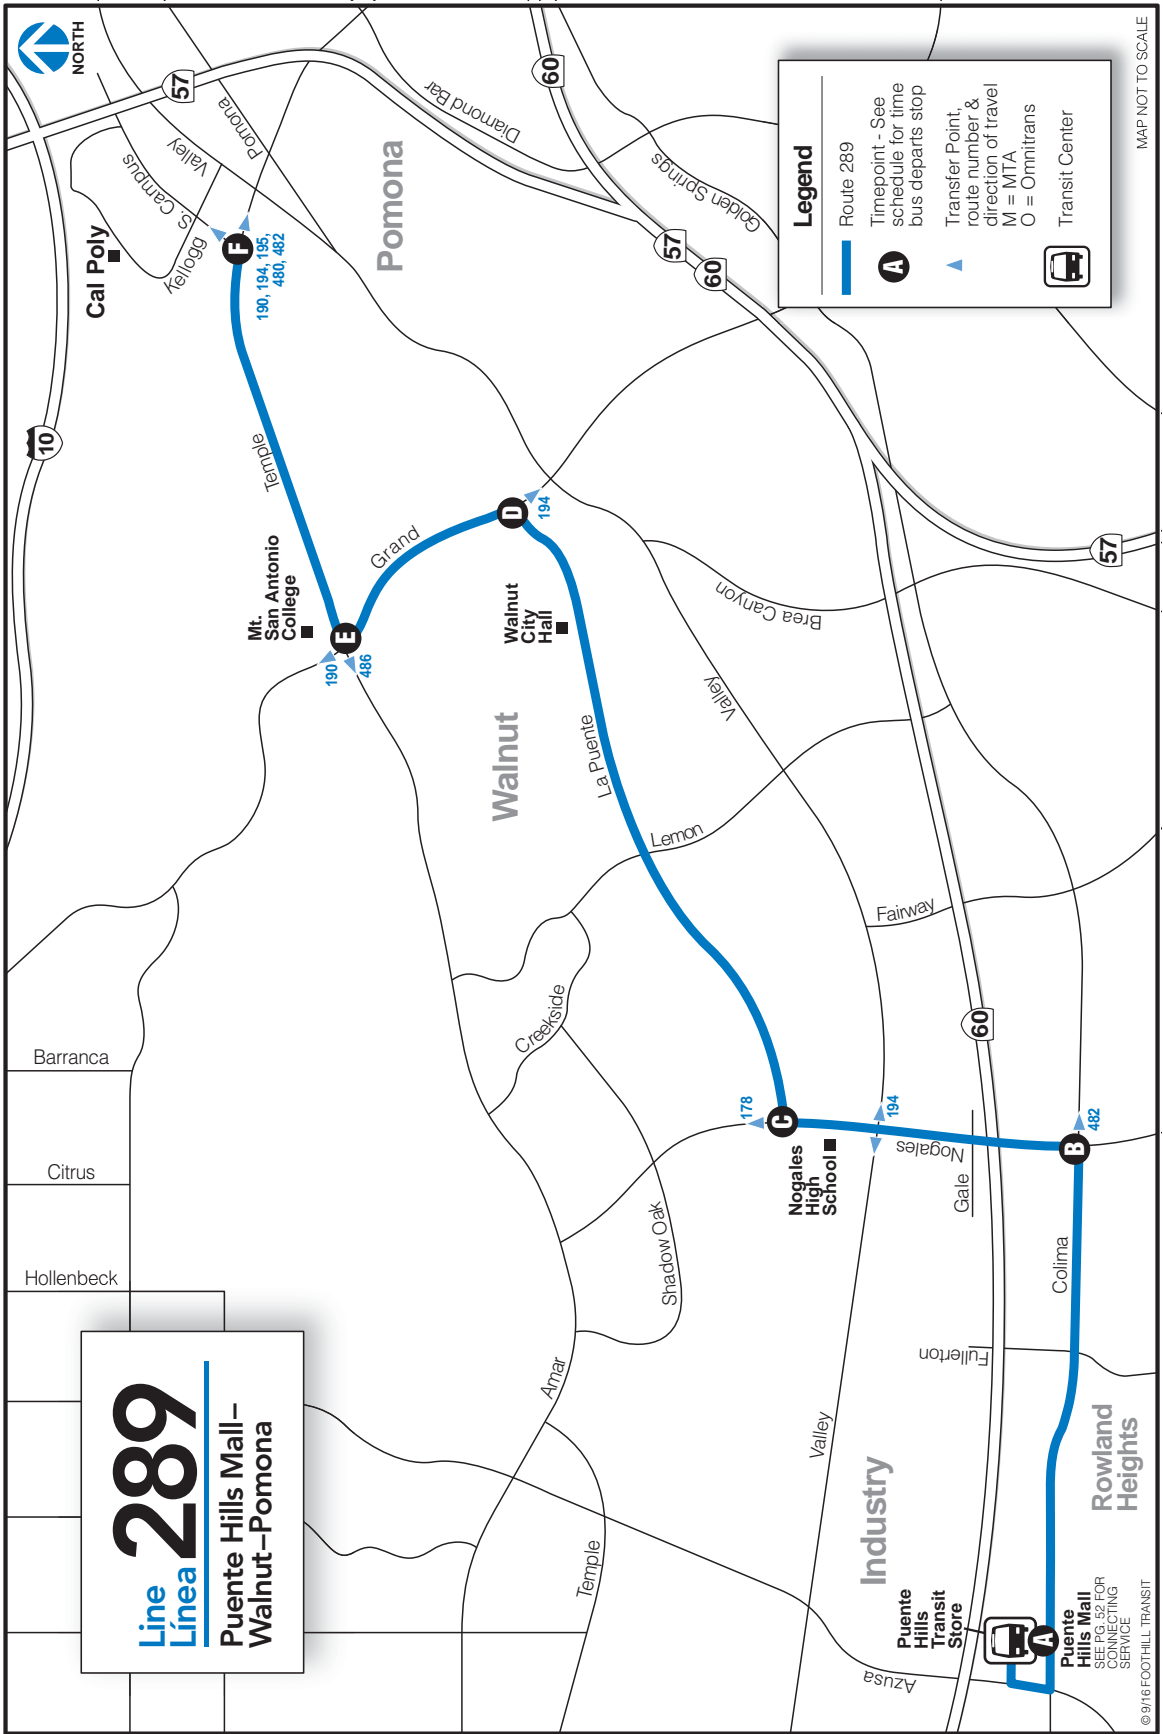 Line
Línea
289
Puente Hills Mall–
Walnut–Pomona
NORTH
Legend
Route 289
A
Timepoint - See
schedule for time
bus departs stop
Transfer Point,
route number &
direction of travel
M = MTA
O = Omnitrans
Transit Center
MAP NOT TO SCALE
© 9/16 FOOTHILL TRANSIT
Hollenbeck
Citrus
Barranca
10
57
60
57
60
57
60
Cal Poly
S. Campus
Valley
Pomona
Kellogg
F
190, 194, 195,
480, 482
Pomona
Diamond Bar
Golden Springs
Temple
Mt.
San Antonio
College
E
190
486
Grand
D
194
Walnut
City
Hall
Walnut
La Puente
Lemon
Valley
Brea Canyon
Fairway
Creekside
Shadow Oak
Amar
Temple
178
C
Nogales
High
School
194
Nogales
Gale
B
482
Colima
Fullerton
Valley
Industry
Rowland
Heights
Azusa
Puente
Hills
Transit
Store
A
Puente
Hills Mall
SEE PG. 52 FOR
CONNECTING
SERVICE